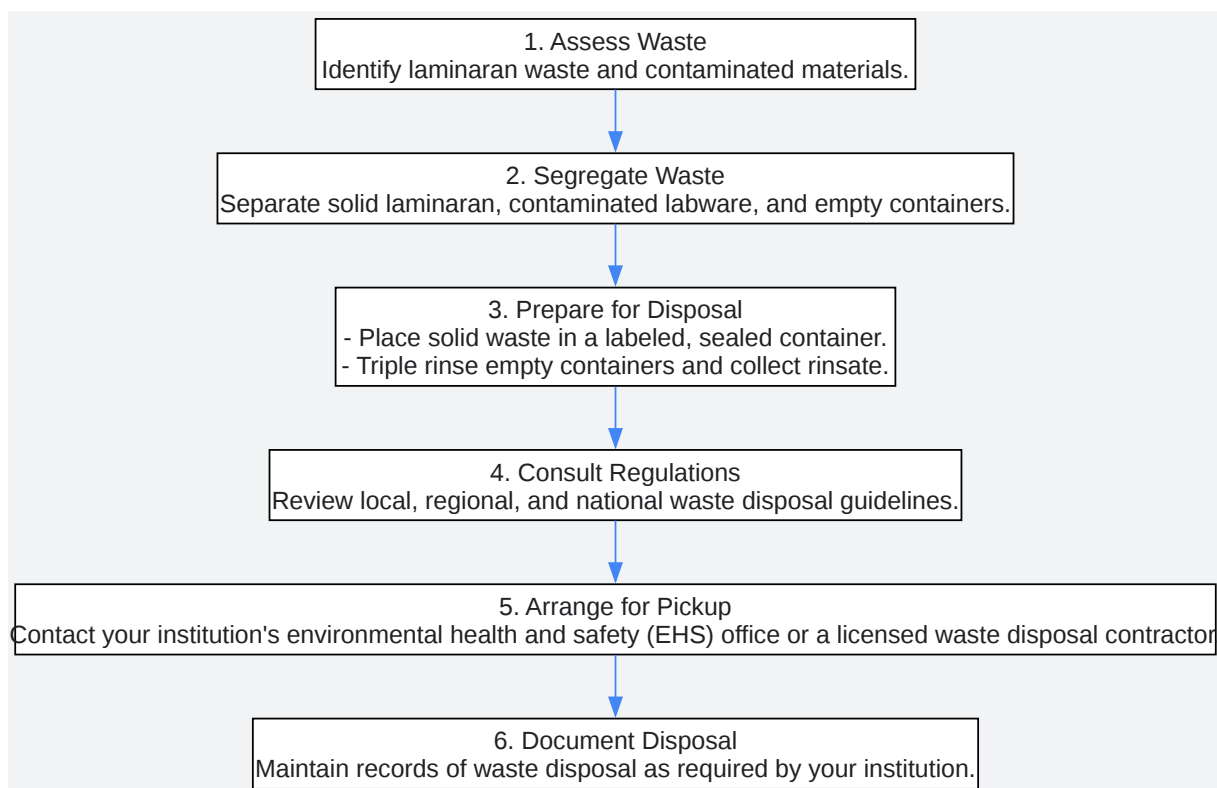 1. Assess Waste
Identify laminaran waste and contaminated materials.
2. Segregate Waste
Separate solid laminaran, contaminated labware, and empty containers.
3. Prepare for Disposal
- Place solid waste in a labeled, sealed container.
- Triple rinse empty containers and collect rinsate.
4. Consult Regulations
Review local, regional, and national waste disposal guidelines.
5. Arrange for Pickup
Contact your institution's environmental health and safety (EHS) office or a licensed waste disposal contractor
6. Document Disposal
Maintain records of waste disposal as required by your institution.